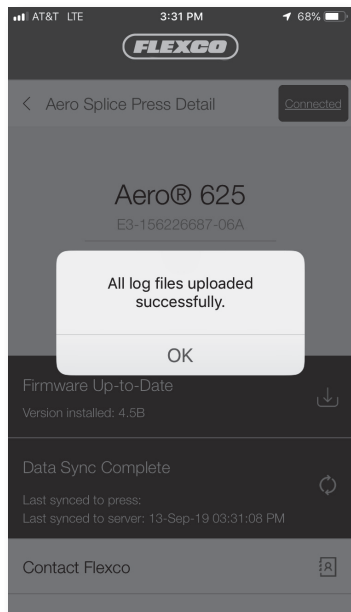 AT&T LTE 3:31 PM 68%
FLEXCO
Aero Splice Press Detail Connected
Aero® 625
E3-156226687-06A
All log files uploaded
successfully.
OK
Firmware Up-to-Date
Version installed: 4.5B
Data Sync Complete
Last synced to press:
Last synced to server: 13-Sep-19 03:31:08 PM
Contact Flexco